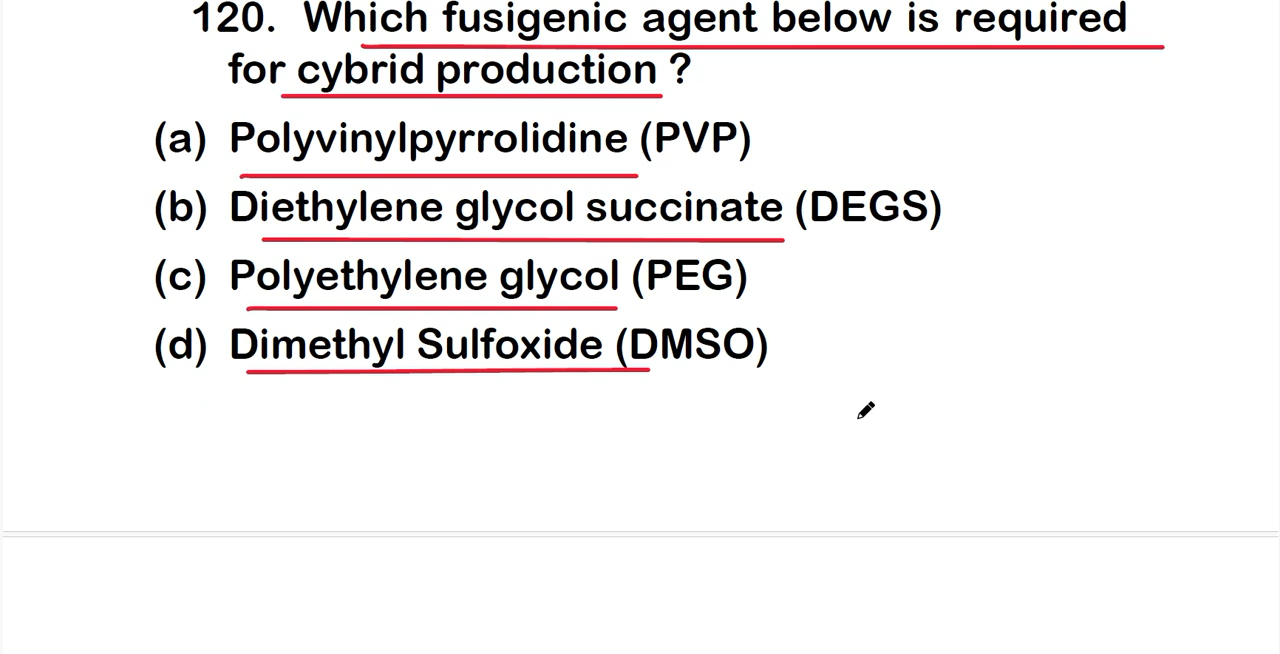 120. Which fusigenic agent below is required
for cybrid production ?
(a) Polyvinylpyrrolidine (PVP)
(b) Diethylene glycol succinate (DEGS)
(c) Polyethylene glycol (PEG)
(d) Dimethyl Sulfoxide (DMSO)